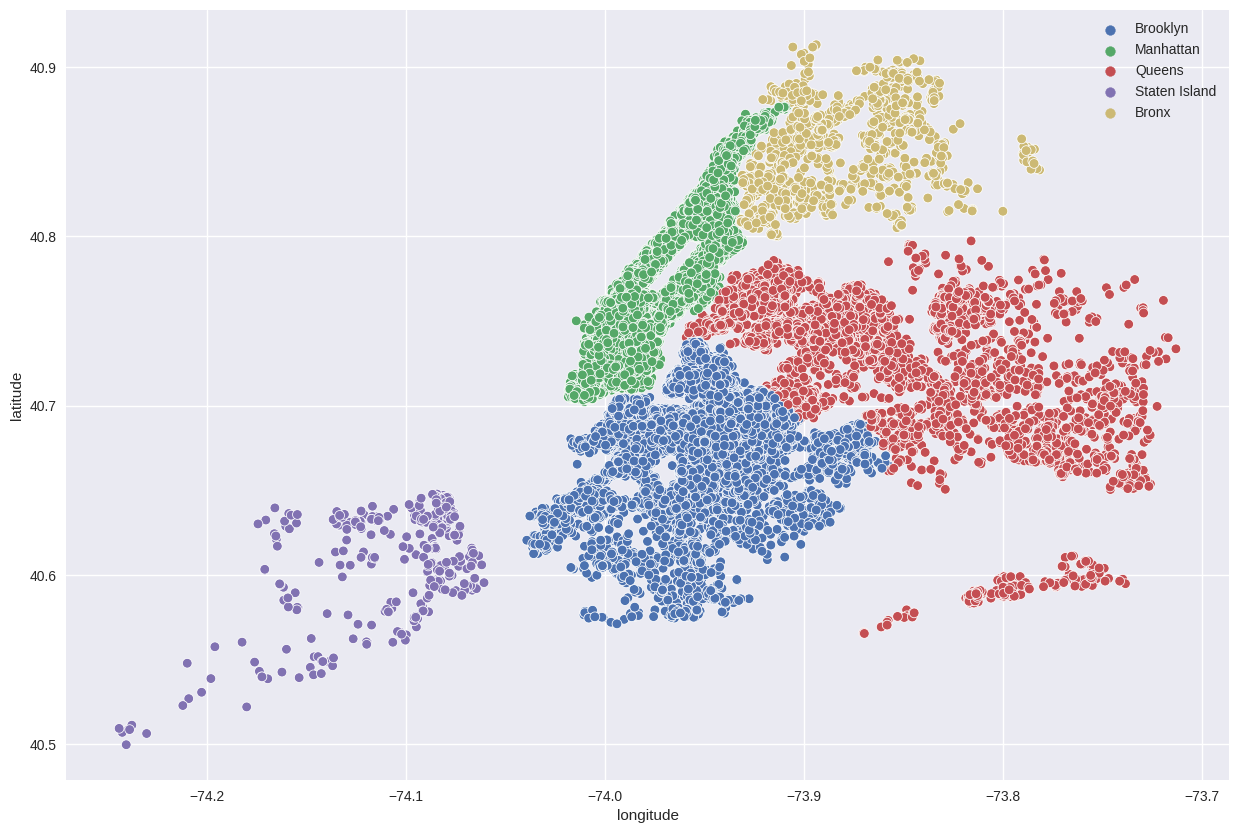 Brooklyn
Manhattan
Queens
Staten Island
Bronx
40.9
40.8
40.7
40.6
40.5
latitude
−74.2
−74.1
−74.0
−73.9
−73.8
−73.7
longitude